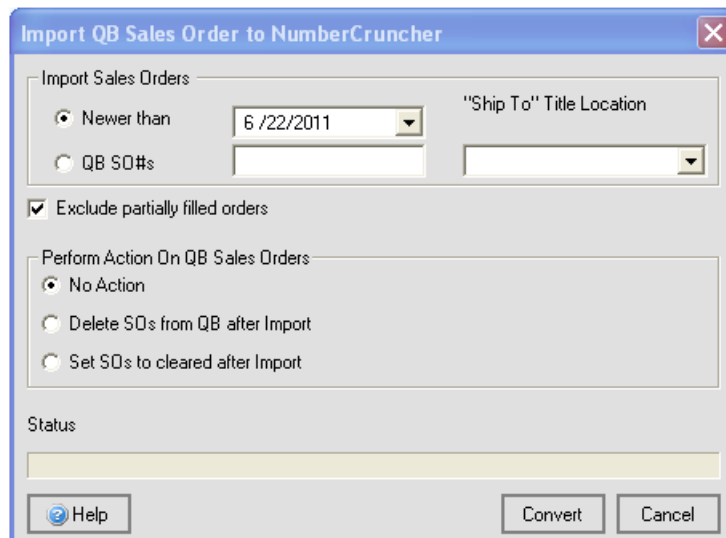 Import QB Sales Order to NumberCruncher
Import Sales Orders
Newer than
6 /22/2011
"Ship To" Title Location
QB SO#s
Exclude partially filled orders
Perform Action On QB Sales Orders
No Action
Delete SOs from QB after Import
Set SOs to cleared after Import
Status
Help
Convert
Cancel